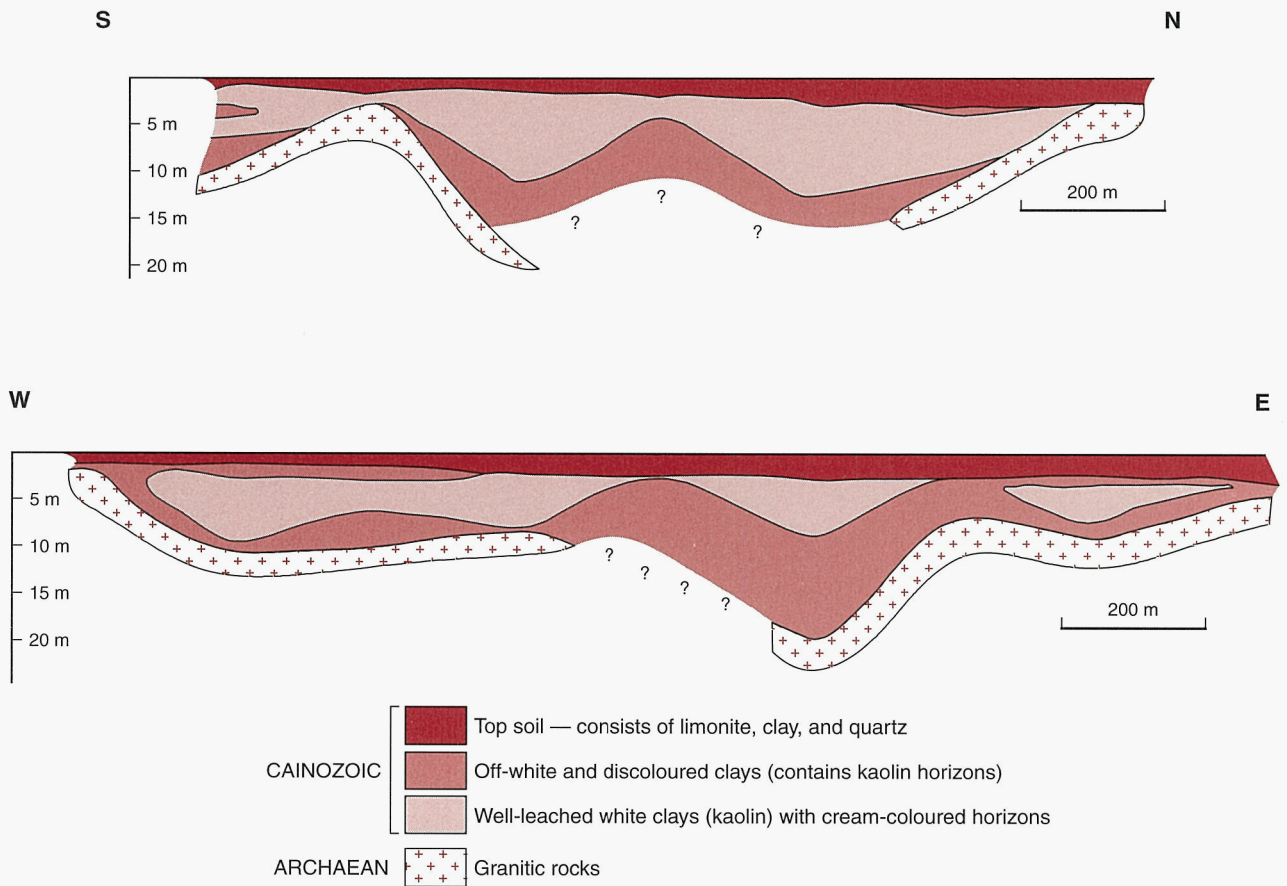 S
N
5 m
10 m
15 m
20 m
200 m
?
?
?
W
E
5 m
10 m
15 m
20 m
200 m
?
?
?
?
Top soil — consists of limonite, clay, and quartz
CAINOZOIC
Off-white and discoloured clays (contains kaolin horizons)
Well-leached white clays (kaolin) with cream-coloured horizons
ARCHAEAN
Granitic rocks